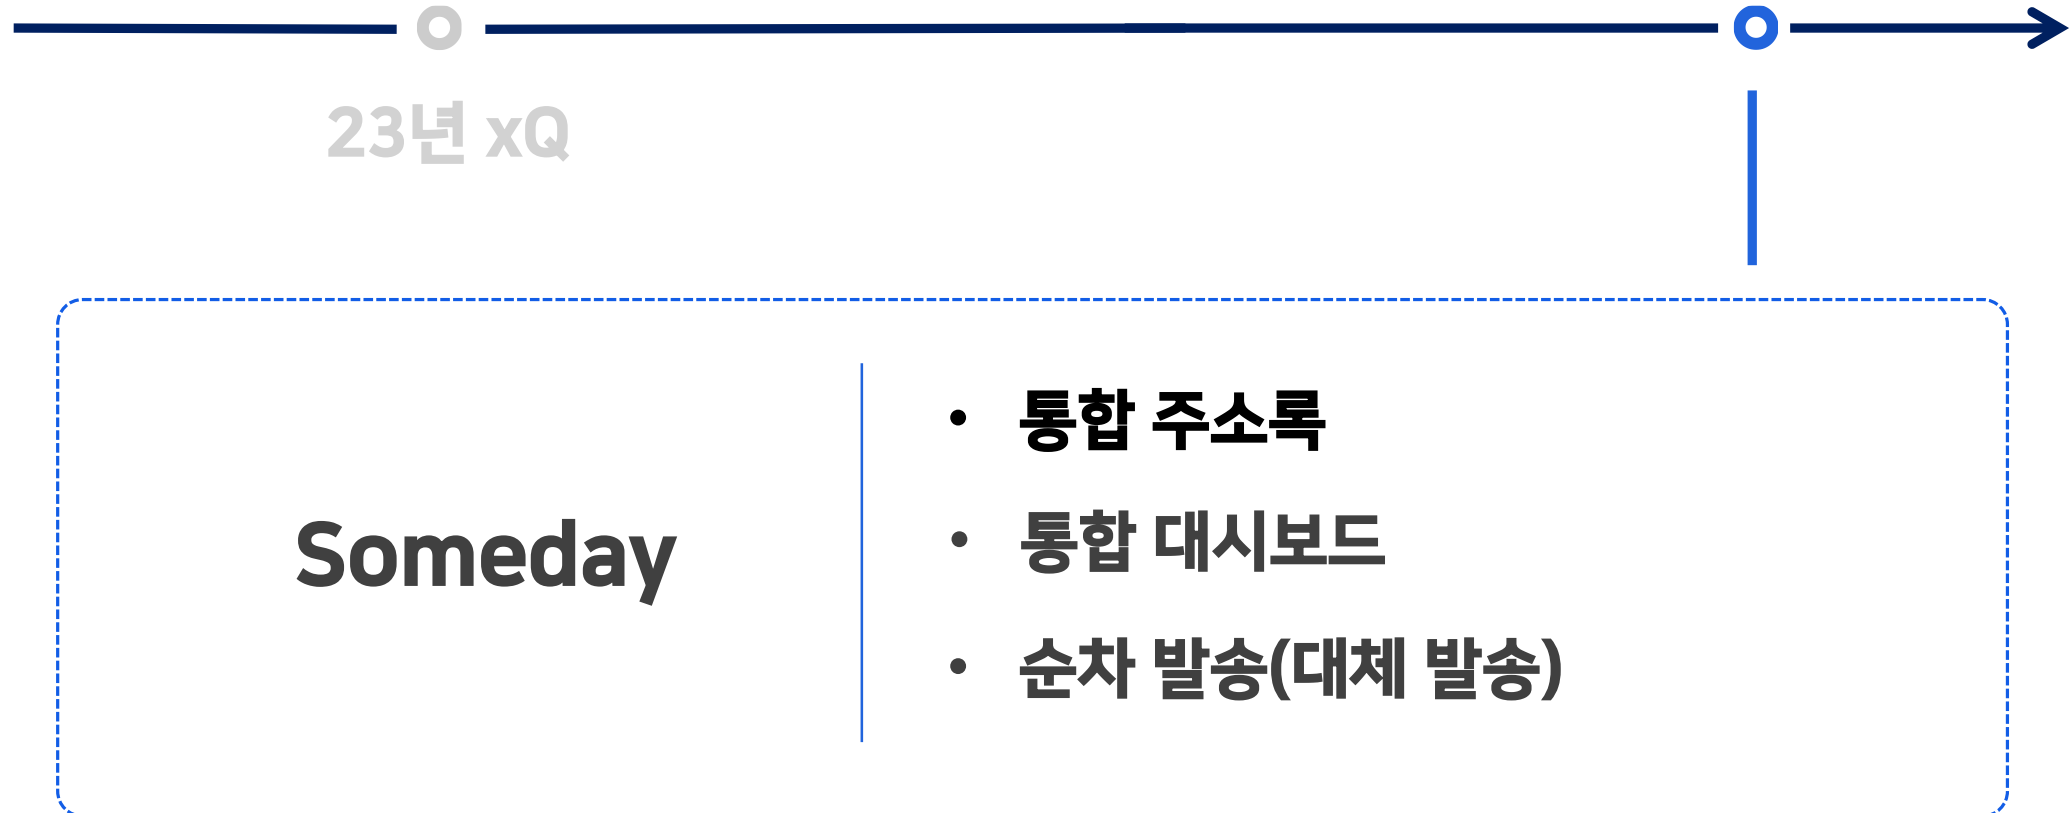 23년 xQ
Someday
• 통합 주소록
• 통합 대시보드
• 순차 발송(대체 발송)